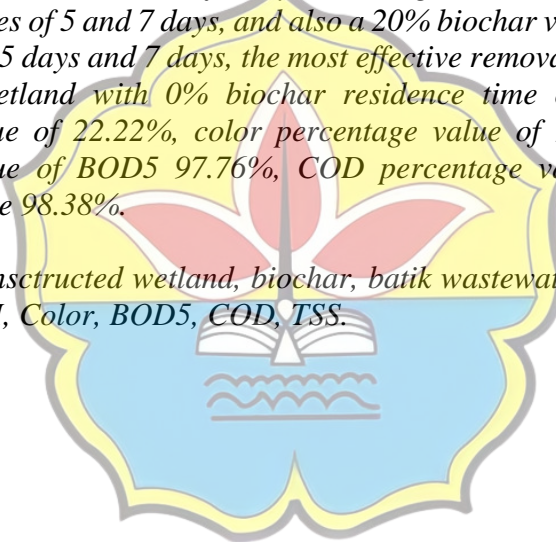 es of 5 and 7 days, and also a 20% biochar v
5 days and 7 days, the most effective remova
etland with 0% biochar residence time
ue of 22.22%, color percentage value of
ue of BOD5 97.76%, COD percentage va
e 98.38%.
nsctructed wetland, biochar, batik wastewat
, Color, BOD5, COD, TSS.